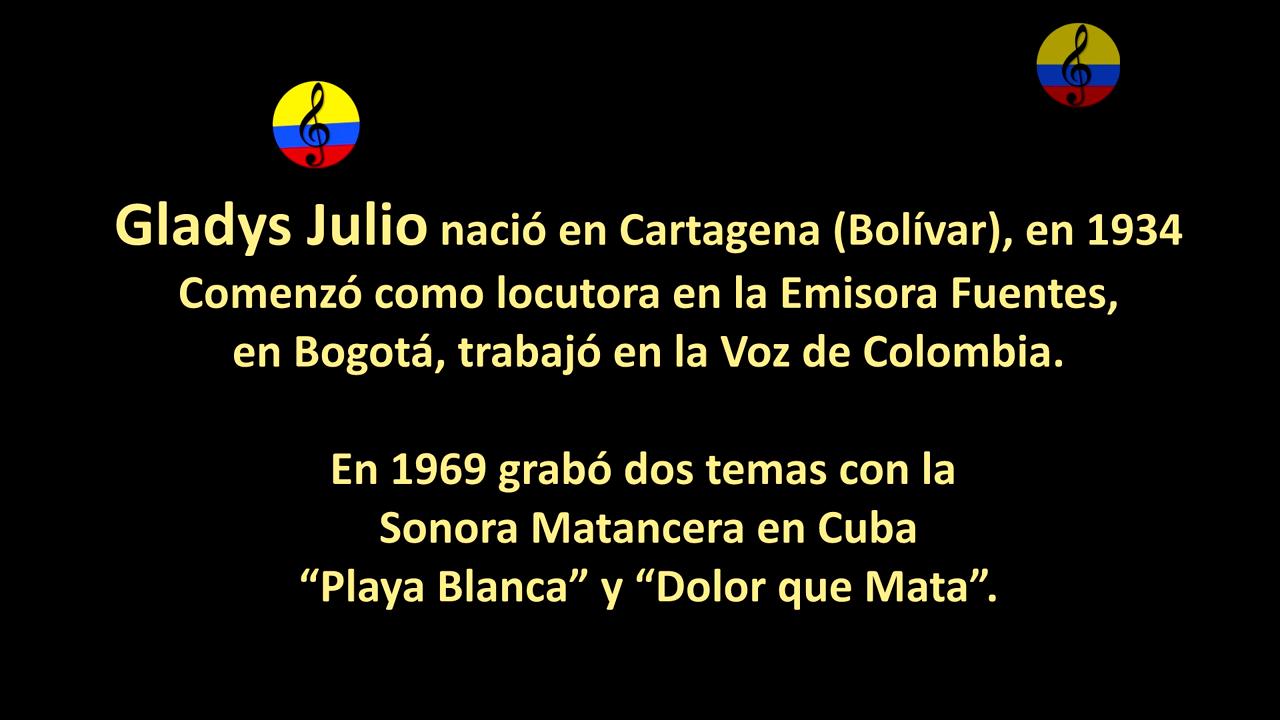 Gladys Julio nació en Cartagena (Bolívar), en 1934
Comenzó como locutora en la Emisora Fuentes,
en Bogotá, trabajó en la Voz de Colombia.
En 1969 grabó dos temas con la
Sonora Matancera en Cuba
“Playa Blanca” y “Dolor que Mata”.